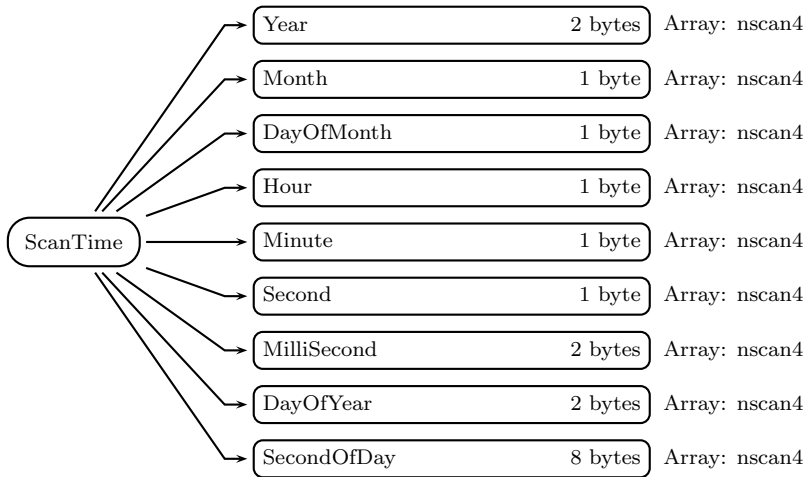 Year 2 bytes Array: nscan4
Month 1 byte Array: nscan4
DayOfMonth 1 byte Array: nscan4
Hour 1 byte Array: nscan4
ScanTime Minute 1 byte Array: nscan4
Second 1 byte Array: nscan4
MilliSecond 2 bytes Array: nscan4
DayOfYear 2 bytes Array: nscan4
SecondOfDay 8 bytes Array: nscan4